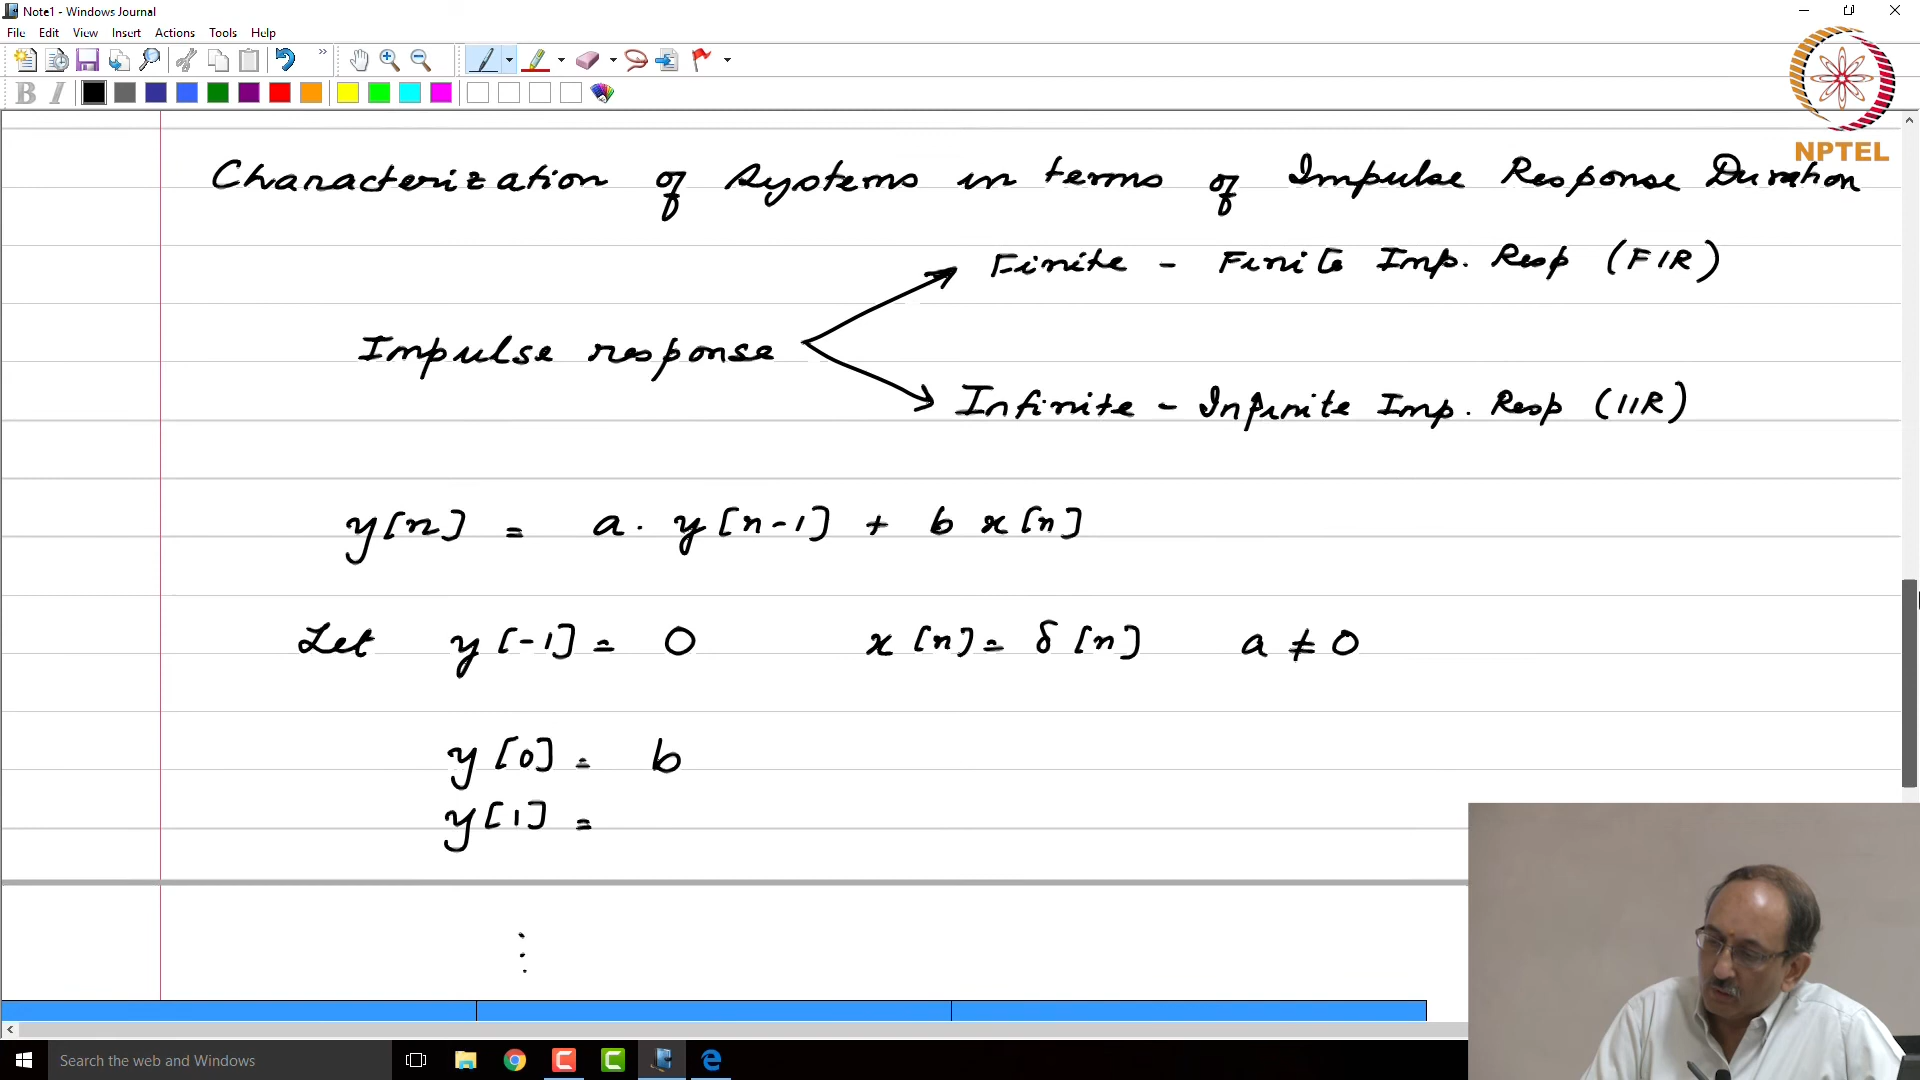 Note1 - Windows Journal
File Edit View Insert Actions Tools Help
B I
NPTEL
Characterization of systems in terms of Impulse Response Duration
Finite - Finite Imp. Resp (FIR)
Impulse response
Infinite - Infinite Imp. Resp (IIR)
y[n] = a. y[n-1] + b x[n]
Let y[-1] = 0 x[n] = δ[n] a ≠ 0
y[0] = b
y[1] =
⋮
Search the web and Windows